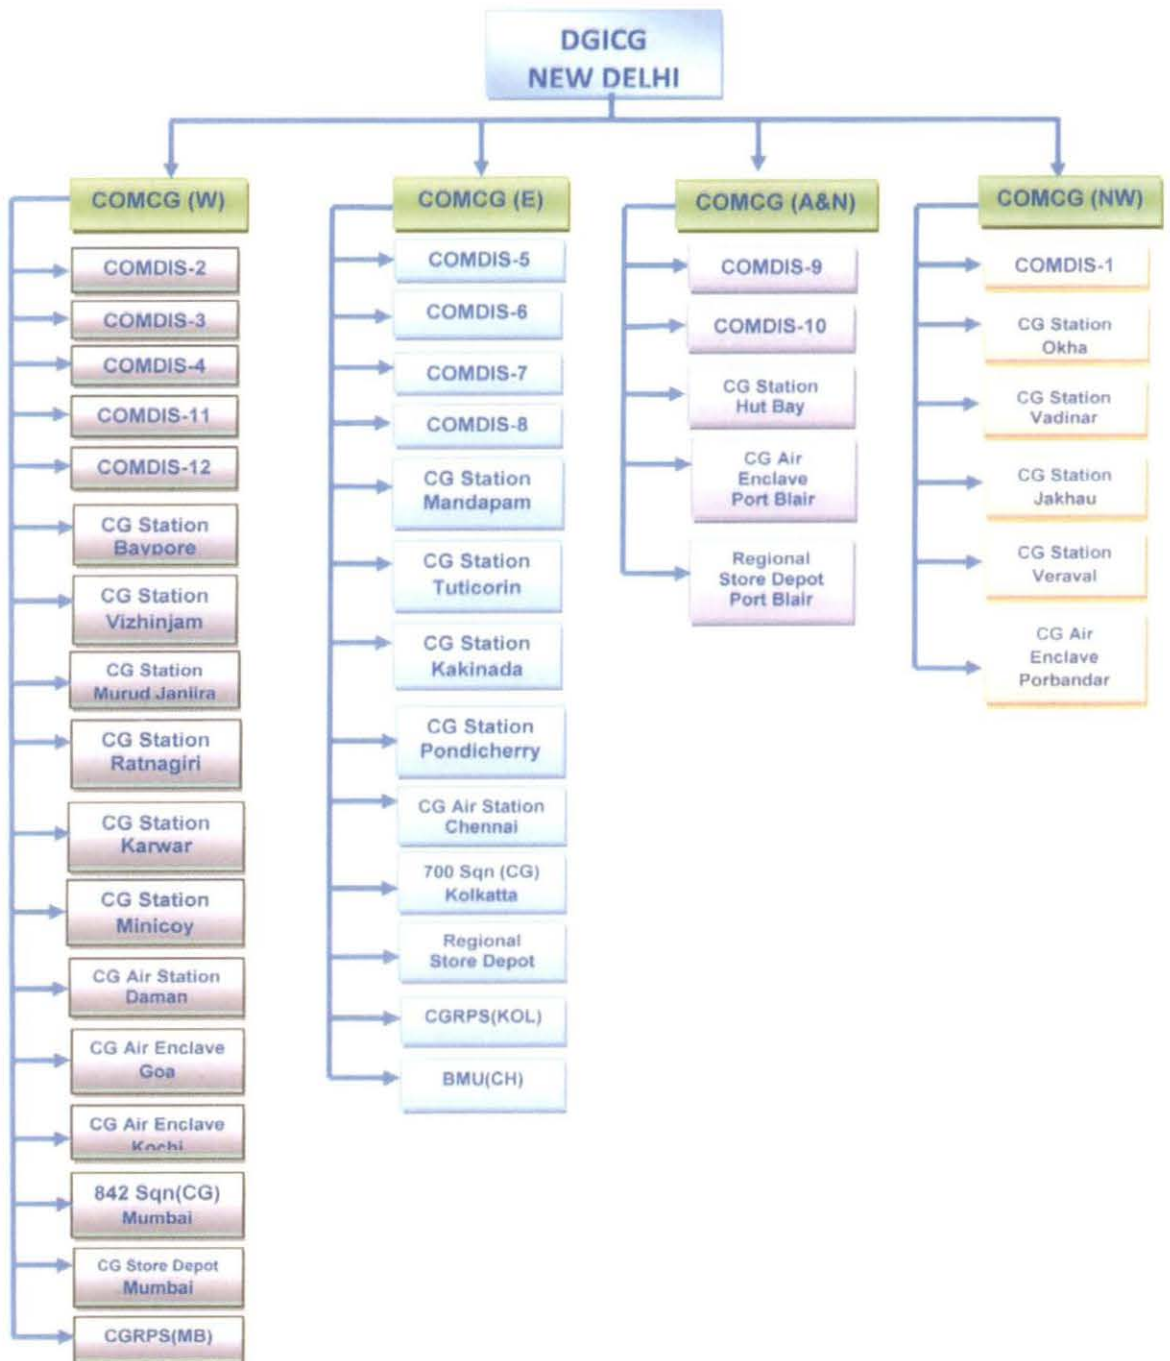 DGICG
NEW DELHI
COMCG (W)
COMDIS-2
COMDIS-3
COMDIS-4
COMDIS-11
COMDIS-12
CG Station
Baypore
CG Station
Vizhinjam
CG Station
Murud Janjira
CG Station
Ratnagiri
CG Station
Karwar
CG Station
Minicoy
CG Air Station
Daman
CG Air Enclave
Goa
CG Air Enclave
Kochi
842 Sqn(CG)
Mumbai
CG Store Depot
Mumbai
CGRPS(MB)
COMCG (E)
COMDIS-5
COMDIS-6
COMDIS-7
COMDIS-8
CG Station
Mandapam
CG Station
Tuticorin
CG Station
Kakinada
CG Station
Pondicherry
CG Air Station
Chennai
700 Sqn (CG)
Kolkatta
Regional
Store Depot
CGRPS(KOL)
BMU(CH)
COMCG (A&N)
COMDIS-9
COMDIS-10
CG Station
Hut Bay
CG Air
Enclave
Port Blair
Regional
Store Depot
Port Blair
COMCG (NW)
COMDIS-1
CG Station
Okha
CG Station
Vadinar
CG Station
Jakhau
CG Station
Veraval
CG Air
Enclave
Porbandar